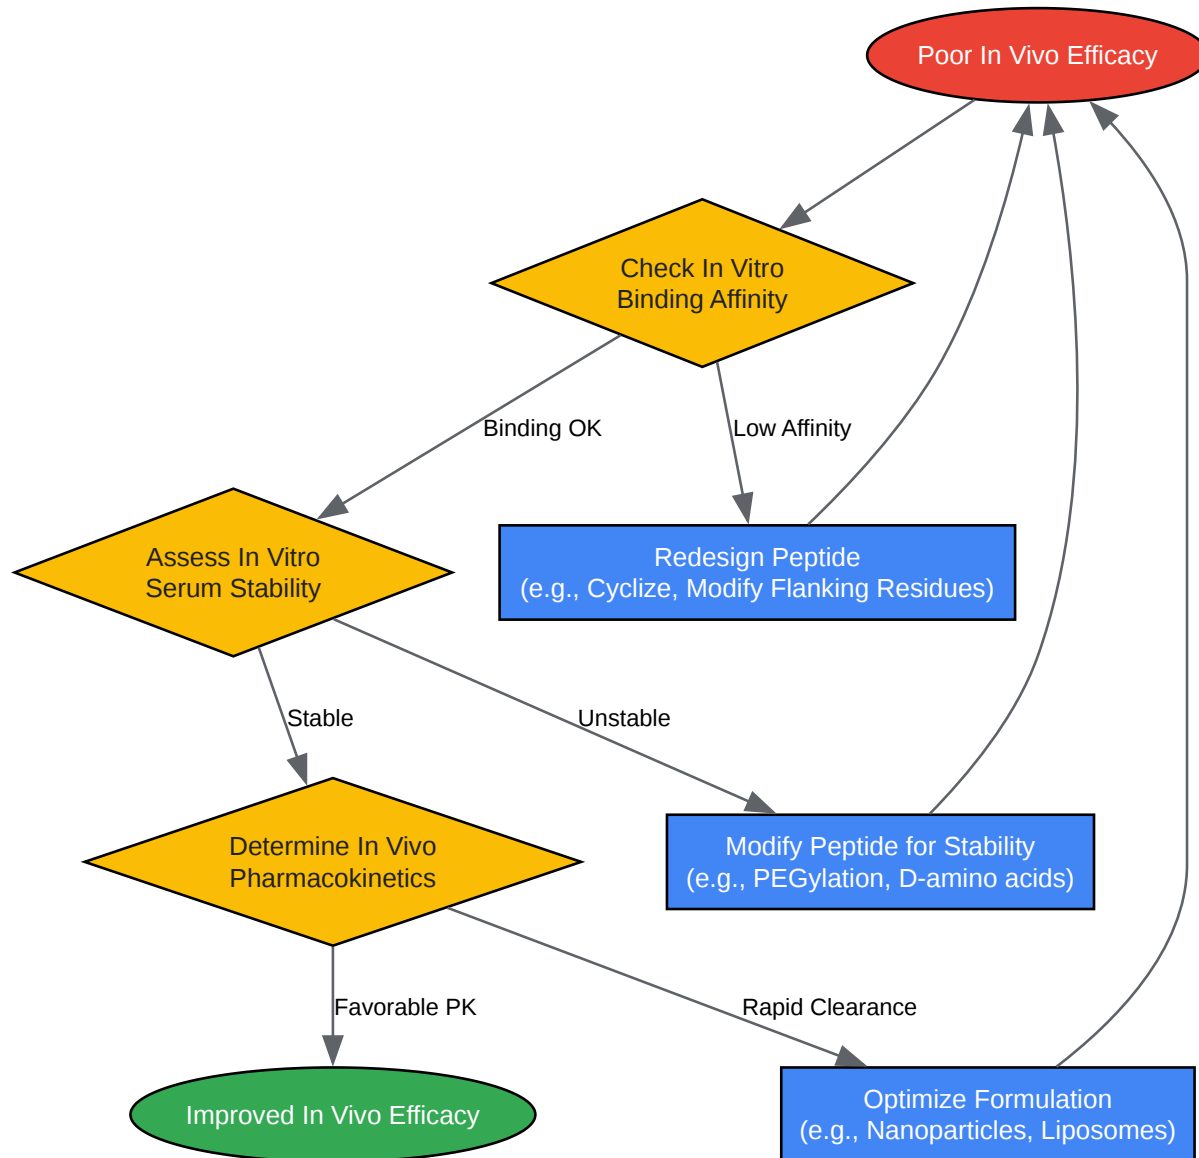 Poor In Vivo Efficacy
Check In Vitro
Binding Affinity
Binding OK
Low Affinity
Assess In Vitro
Serum Stability
Redesign Peptide
(e.g., Cyclize, Modify Flanking Residues)
Stable
Unstable
Determine In Vivo
Pharmacokinetics
Modify Peptide for Stability
(e.g., PEGylation, D-amino acids)
Favorable PK
Rapid Clearance
Improved In Vivo Efficacy
Optimize Formulation
(e.g., Nanoparticles, Liposomes)